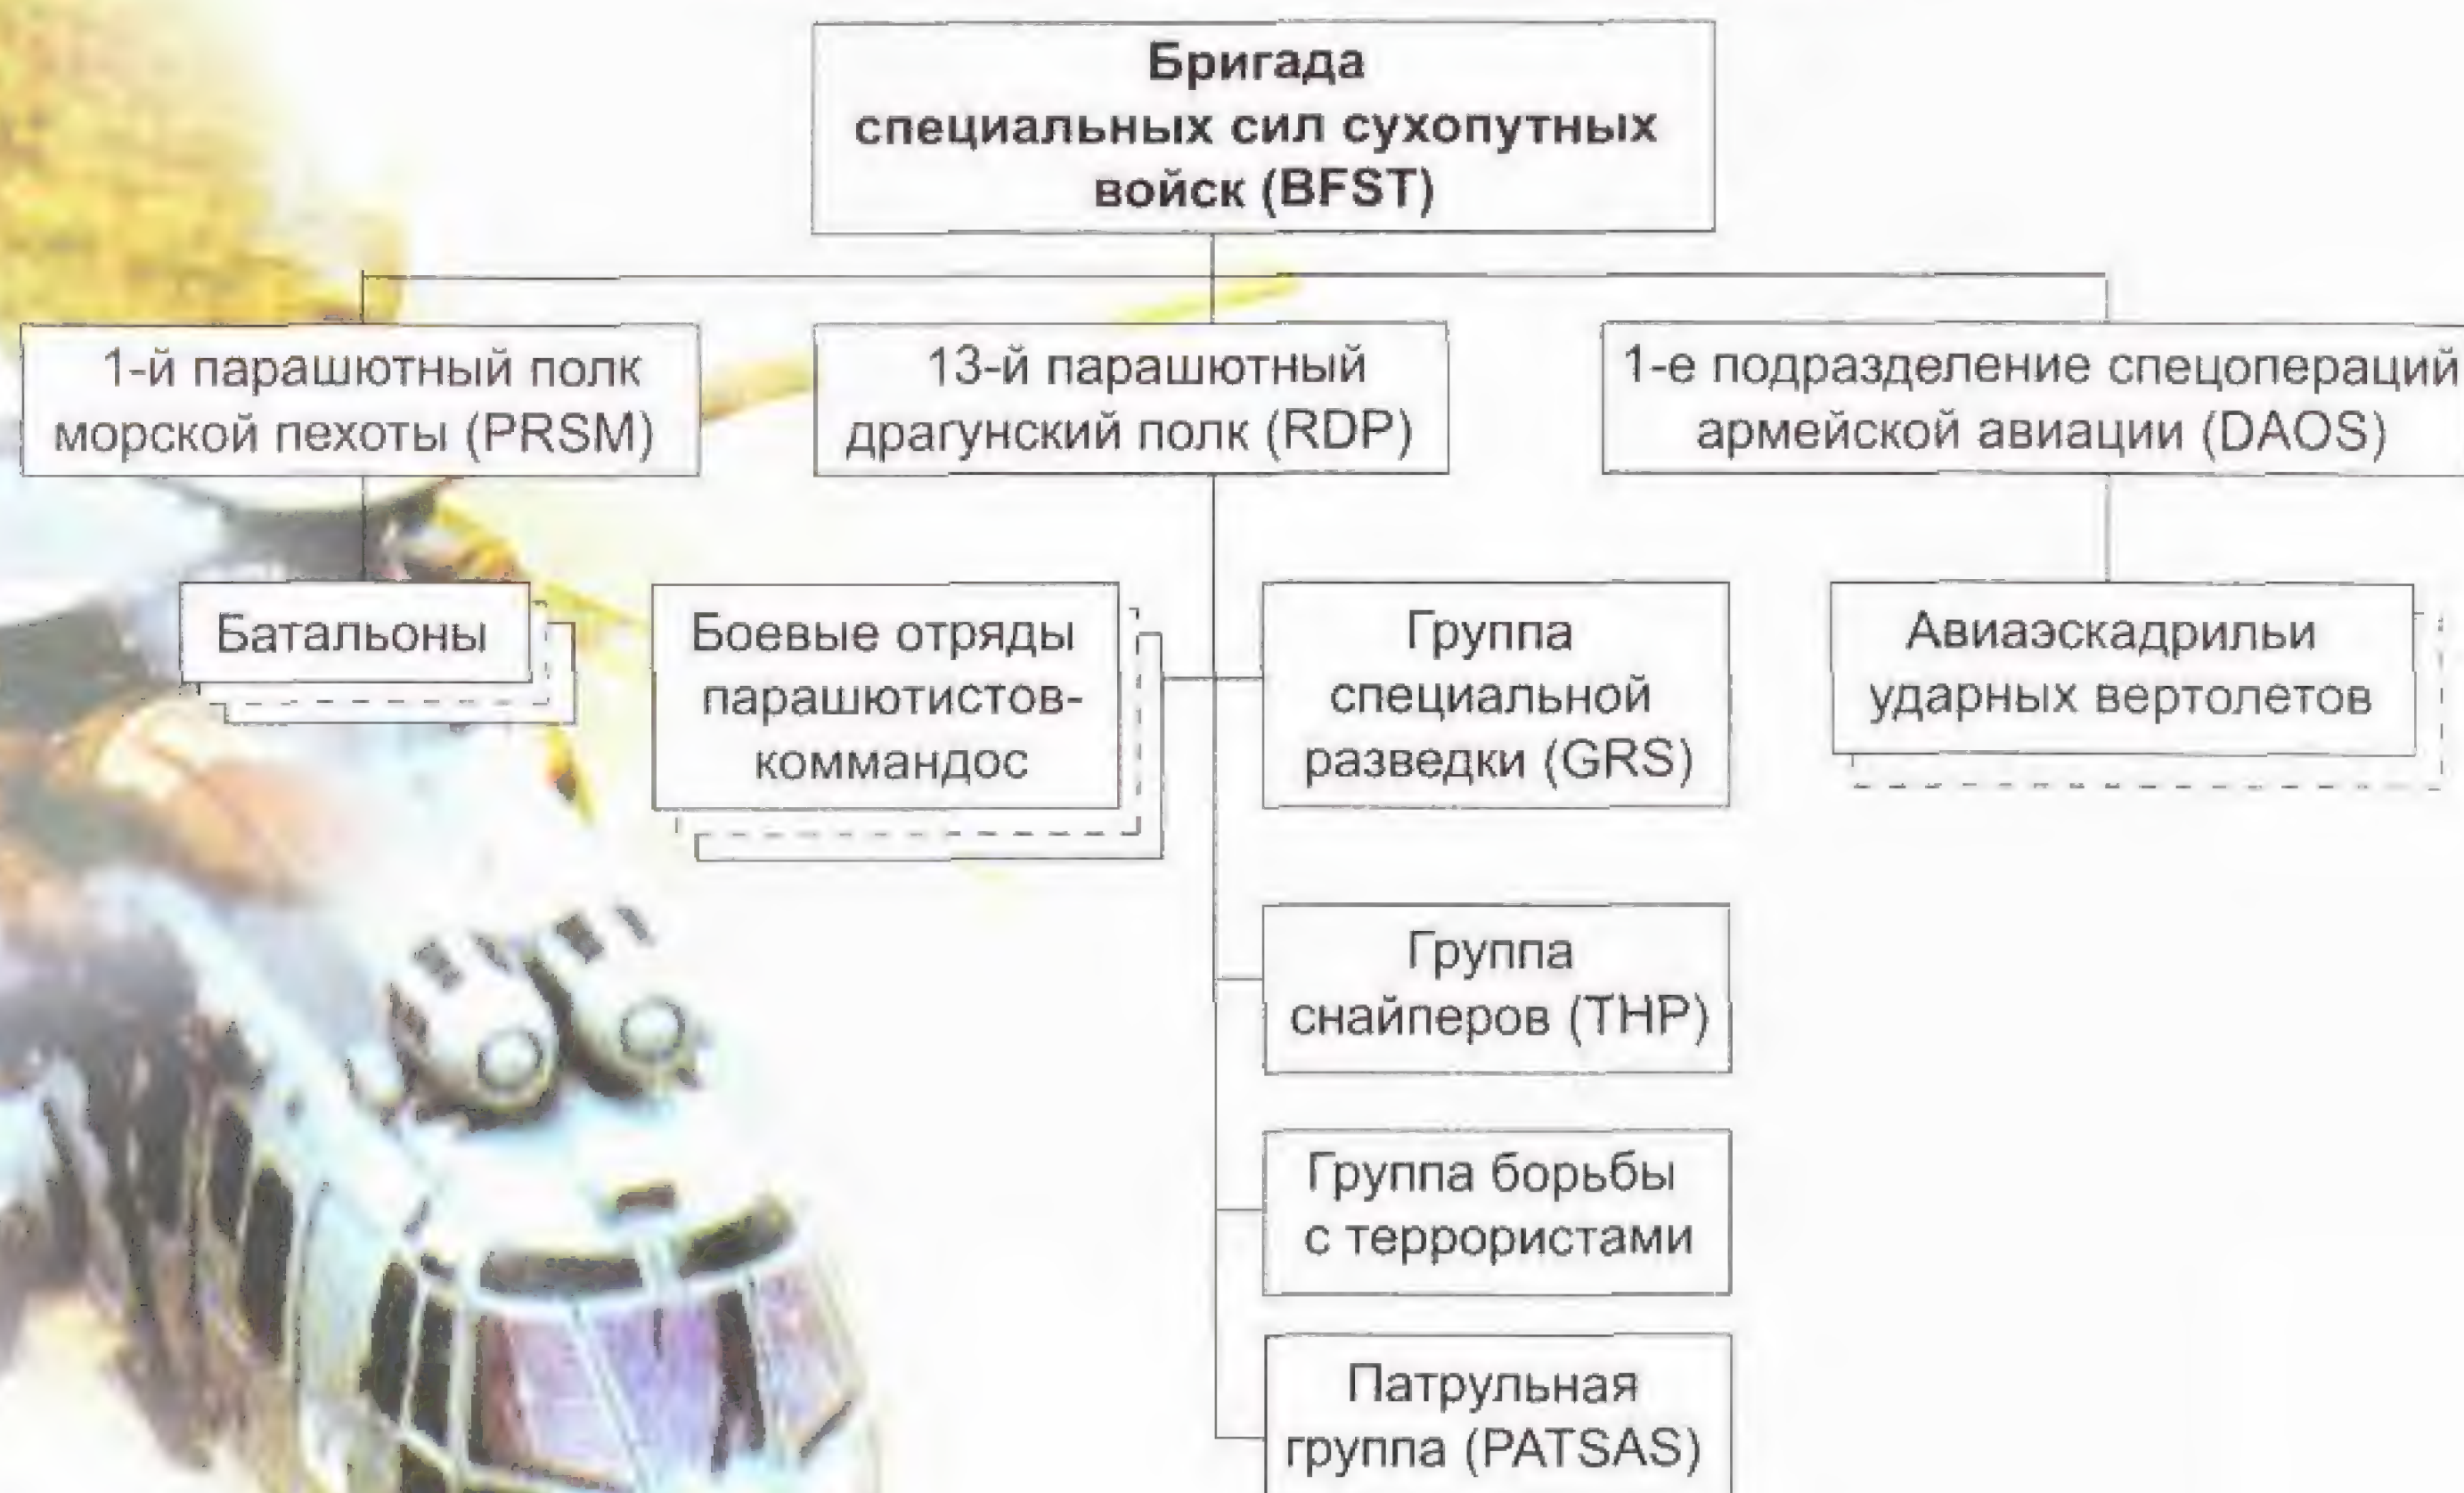 Бригада
специальных сил сухопутных
войск (BFST)
1-й парашютный полк
морской пехоты (PRSM)
13-й парашютный
драгунский полк (RDP)
1-е подразделение спецопераций
армейской авиации (DAOS)
Батальоны
Боевые отряды
парашютистов-
коммандос
Группа
специальной
разведки (GRS)
Авиаэскадрильи
ударных вертолетов
Группа
снайперов (THP)
Группа борьбы
с террористами
Патрульная
группа (PATSAS)